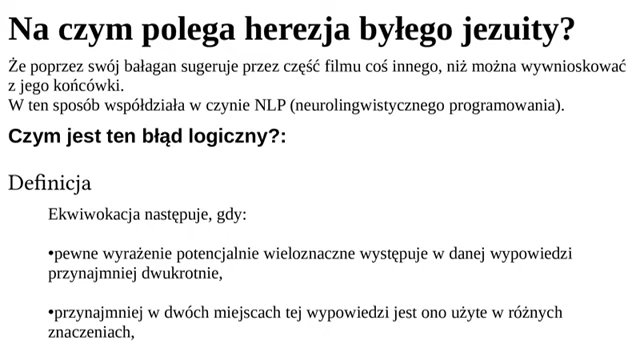 Na czym polega herezja byłego jezuity?
Że poprzez swój bałagan sugeruje przez część filmu coś innego, niż można wywnioskować
z jego końcówki.
W ten sposób współdziała w czynie NLP (neurolingwistycznego programowania).
Czym jest ten błąd logiczny?:
Definicja
Ekwiwokacja następuje, gdy:
•pewne wyrażenie potencjalnie wieloznaczne występuje w danej wypowiedzi
przynajmniej dwukrotnie,
•przynajmniej w dwóch miejscach tej wypowiedzi jest ono użyte w różnych
znaczeniach,